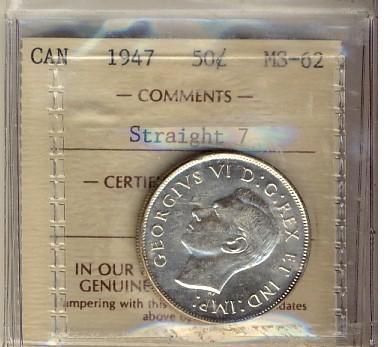 CAN 1947 50¢ MS-62
— COMMENTS —
Straight 7
— CERTIF
GEORGIVS VI D:G:REX ET IND:IMP:
IN OUR
GENUINE
ampering with this dates
above